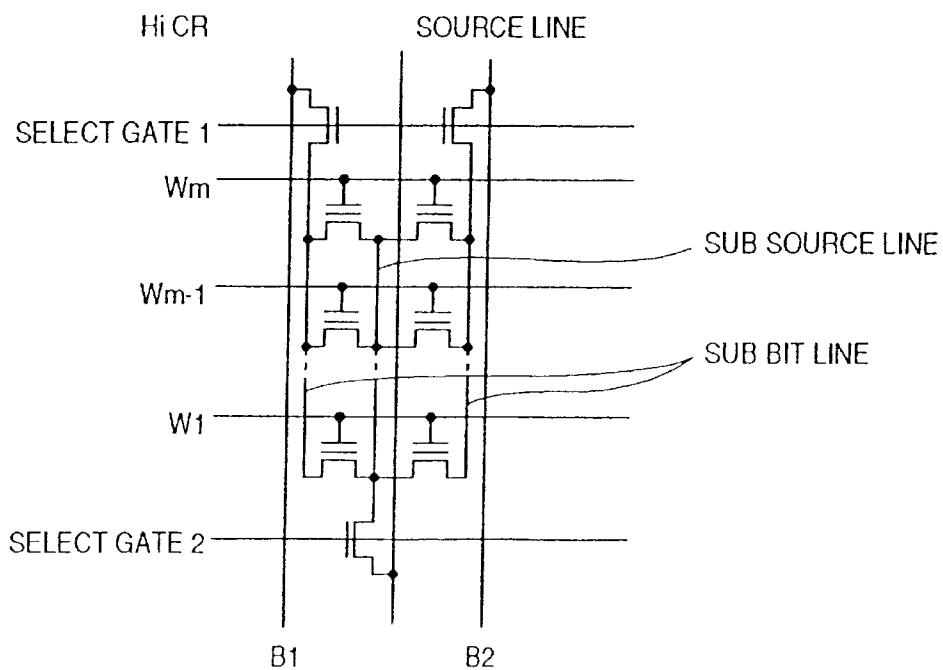 Hi CR
SOURCE LINE
SELECT GATE 1
Wm
SUB SOURCE LINE
Wm-1
SUB BIT LINE
W1
SELECT GATE 2
B1
B2